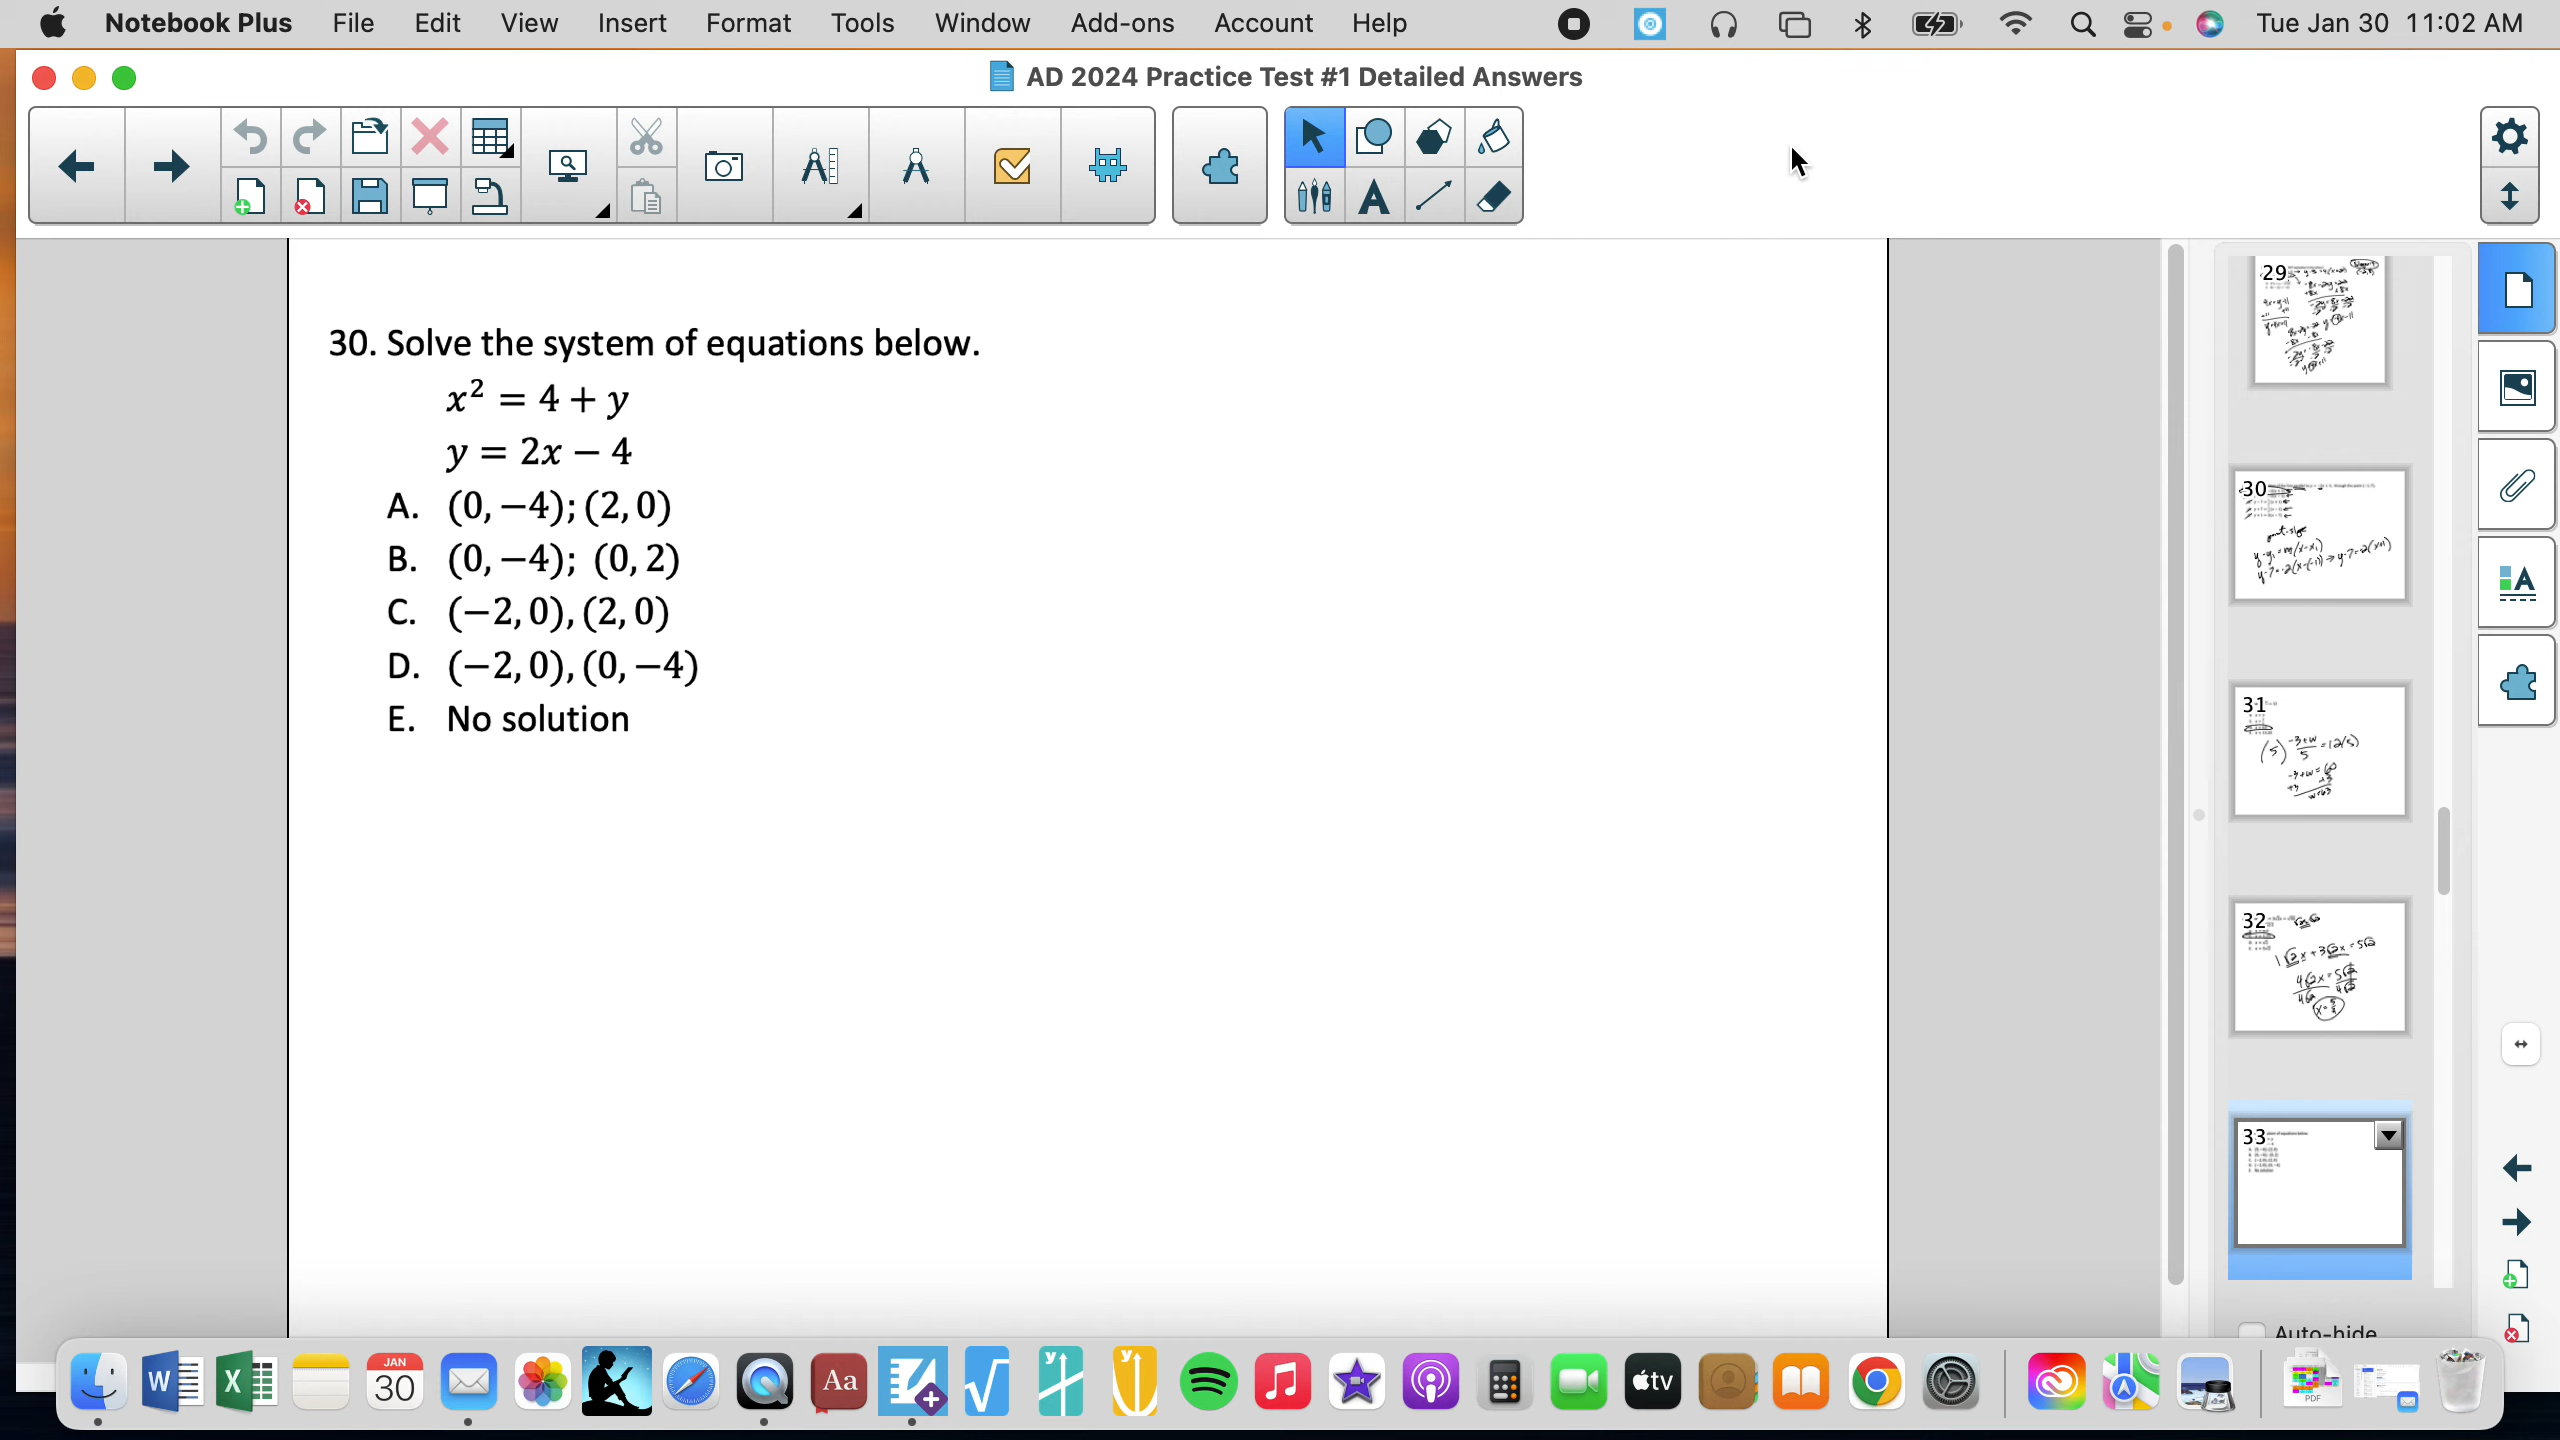 Notebook Plus File Edit View Insert Format Tools Window Add-ons Account Help Tue Jan 30 11:02 AM
AD 2024 Practice Test #1 Detailed Answers
30. Solve the system of equations below.
x² = 4 + y
y = 2x − 4
A. (0, −4); (2, 0)
B. (0, −4); (0, 2)
C. (−2, 0), (2, 0)
D. (−2, 0), (0, −4)
E. No solution
29
30
31
32
33
Auto-hide
JAN
30
Aa
tv
PDF